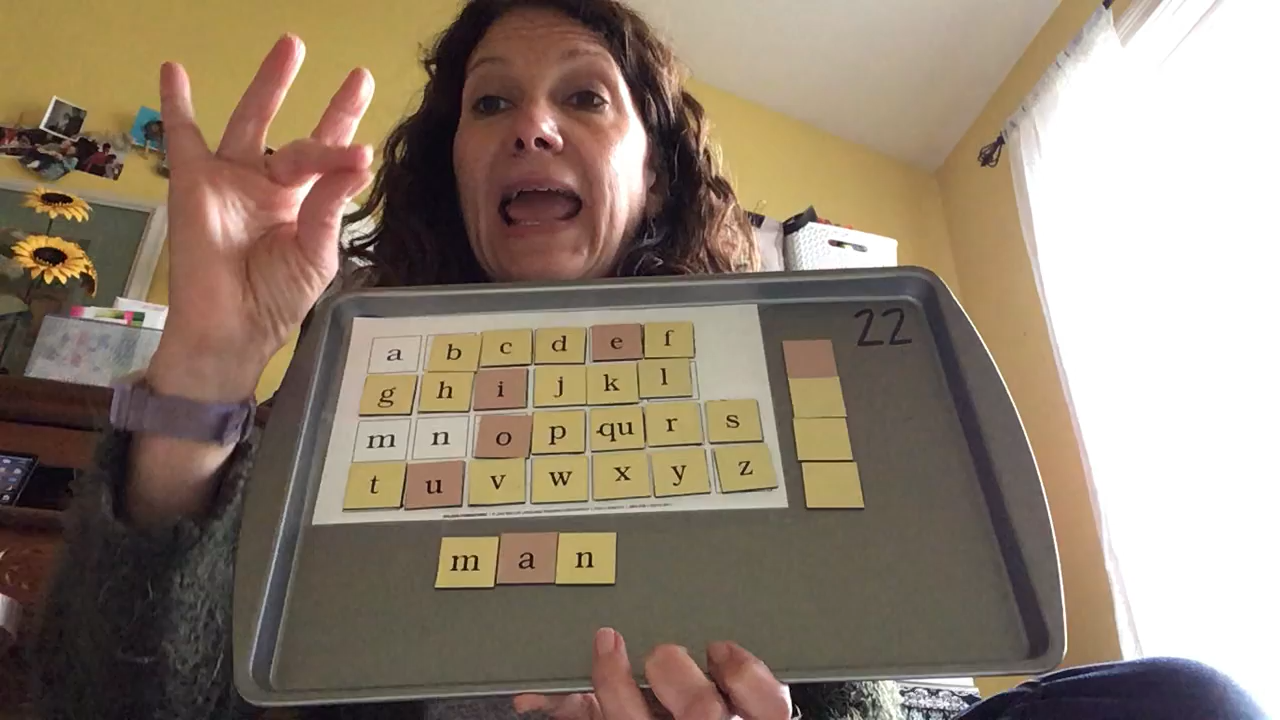 22
a b c d e f
g h i j k l
m n o p qu r s
t u v w x y z
m a n